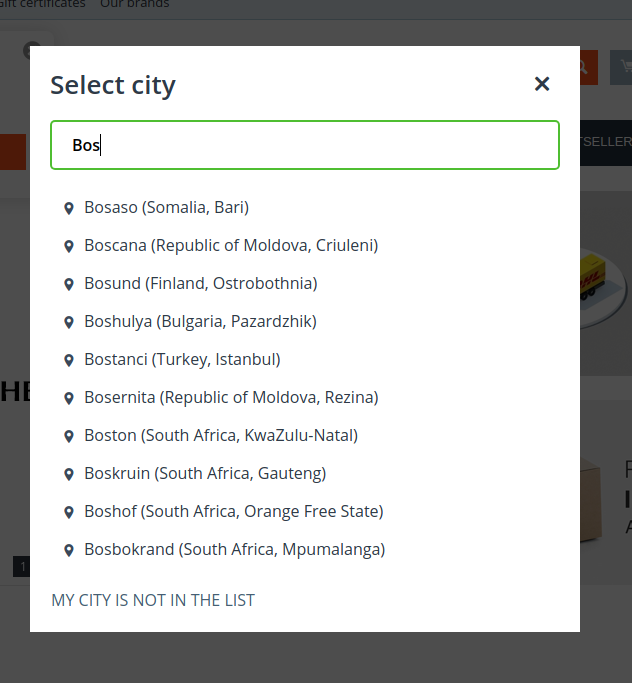 Gift certificates Our brands
Select city
Bos
Bosaso (Somalia, Bari)
Boscana (Republic of Moldova, Criuleni)
Bosund (Finland, Ostrobothnia)
Boshulya (Bulgaria, Pazardzhik)
Bostanci (Turkey, Istanbul)
Bosernita (Republic of Moldova, Rezina)
Boston (South Africa, KwaZulu-Natal)
Boskruin (South Africa, Gauteng)
Boshof (South Africa, Orange Free State)
Bosbokrand (South Africa, Mpumalanga)
MY CITY IS NOT IN THE LIST
TSELLER
DHL
HE
1